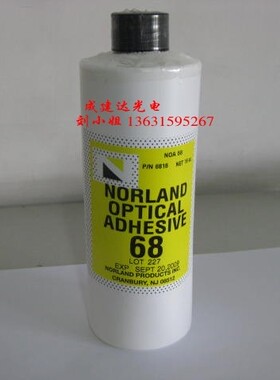 成建达光电
刘小姐 13631595267
NOA 68
P/N 6816
NORLAND
OPTICAL
ADHESIVE
68
LOT 227
EXP. SEPT 20,2008
NORLAND PRODUCTS INC.
CRANBURY, NJ 08512